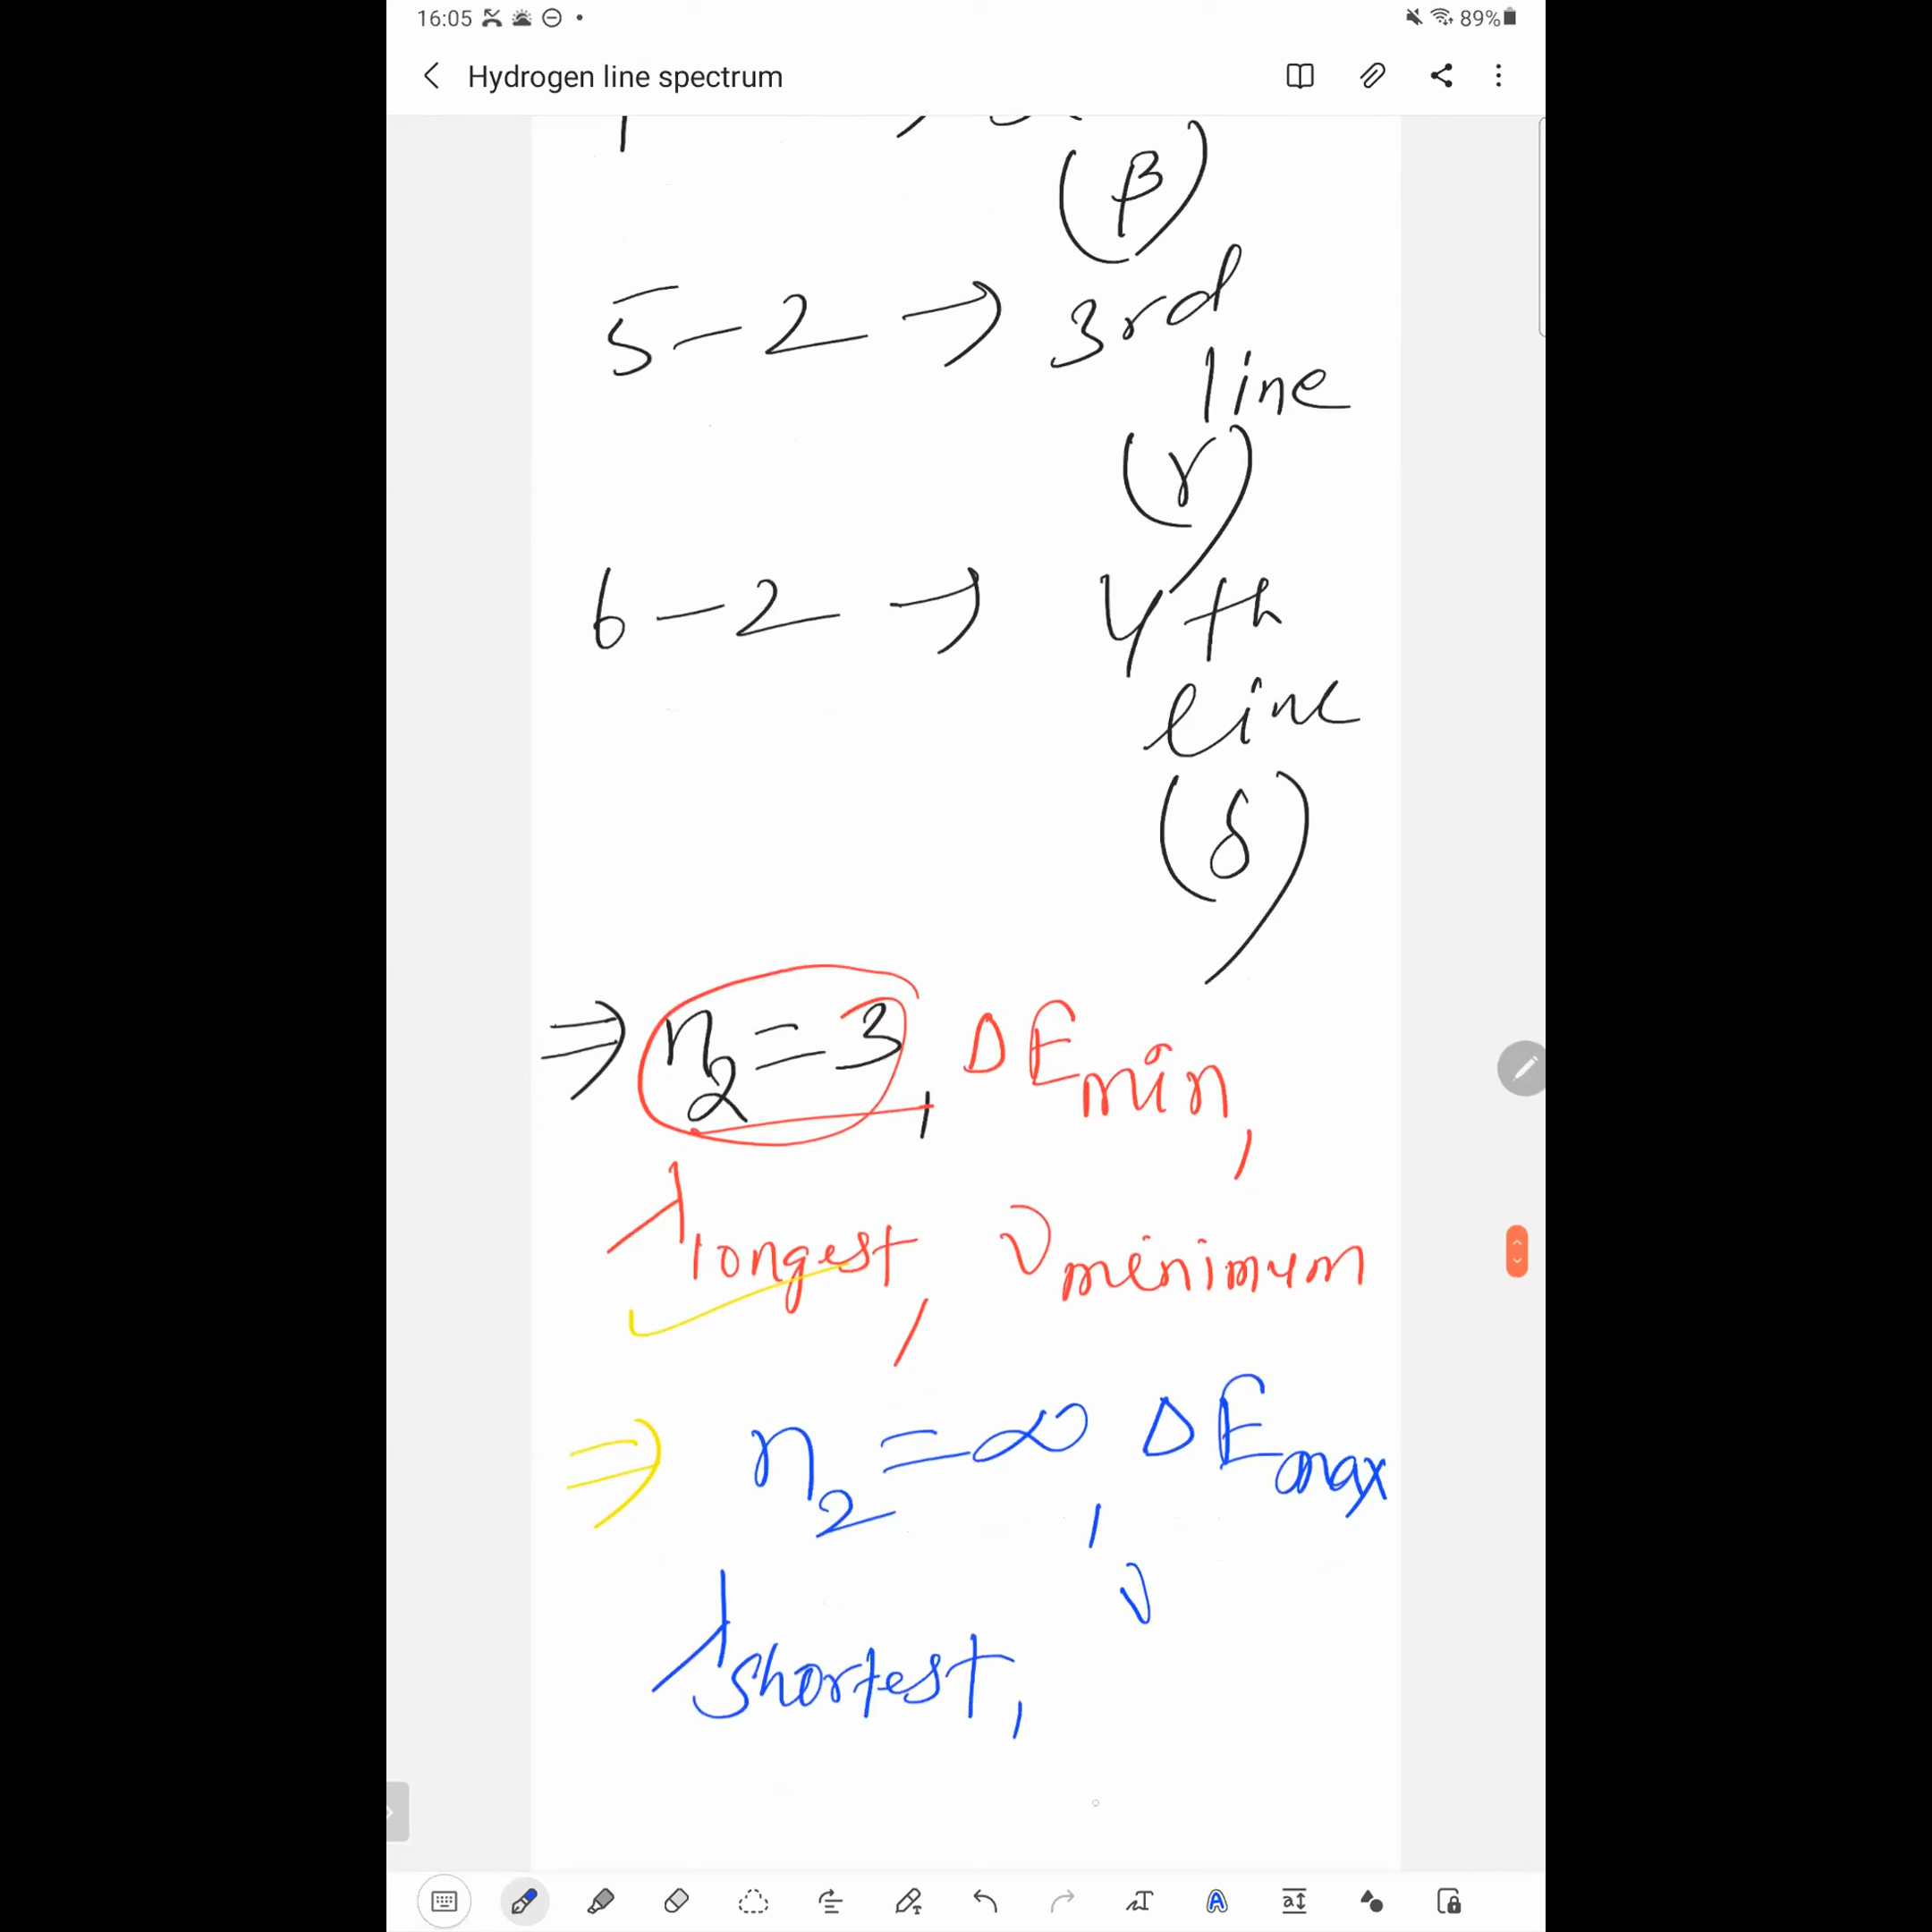 16:05 89%
Hydrogen line spectrum
(β)
5-2 → 3rd
line
(γ)
6-2 → 4th
line
(δ)
⇒ n₂=3, ΔEmin,
λlongest, νminimum
⇒ n₂=∞, ΔEmax
λshortest, ν